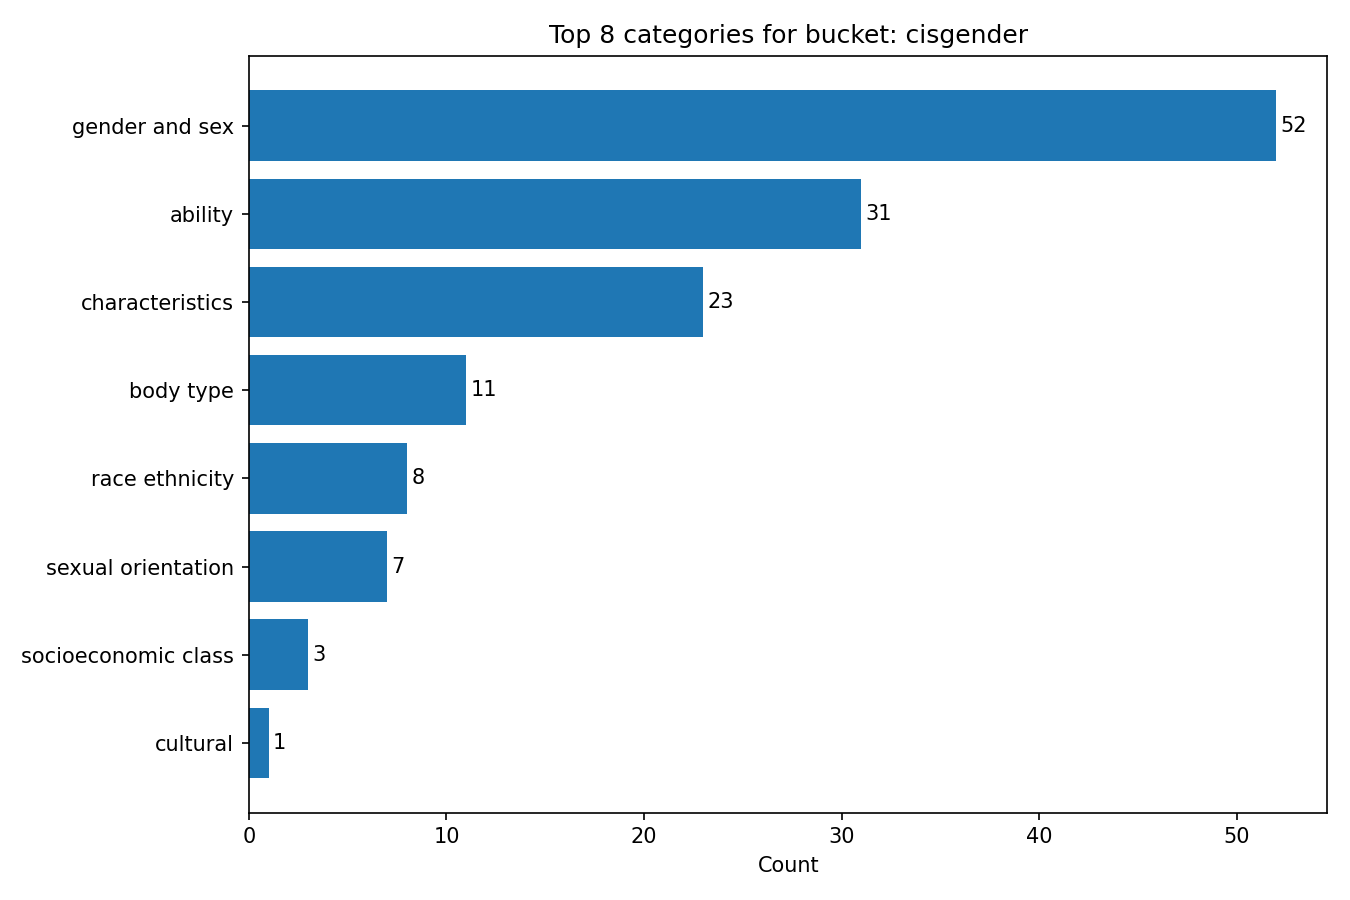 Top 8 categories for bucket: cisgender
gender and sex 52
ability 31
characteristics 23
body type 11
race ethnicity 8
sexual orientation 7
socioeconomic class 3
cultural 1
0 10 20 30 40 50
Count